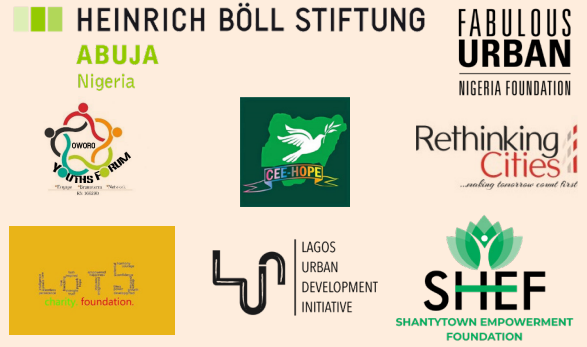 HEINRICH BÖLL STIFTUNG
ABUJA
Nigeria
FABULOUS
URBAN
NIGERIA FOUNDATION
OWORO
YOUTHS FORUM
CEE-HOPE
Rethinking
Cities
...making tomorrow count first
LOTS
charity. foundation.
LAGOS
URBAN
DEVELOPMENT
INITIATIVE
SHEF
SHANTYTOWN EMPOWERMENT
FOUNDATION